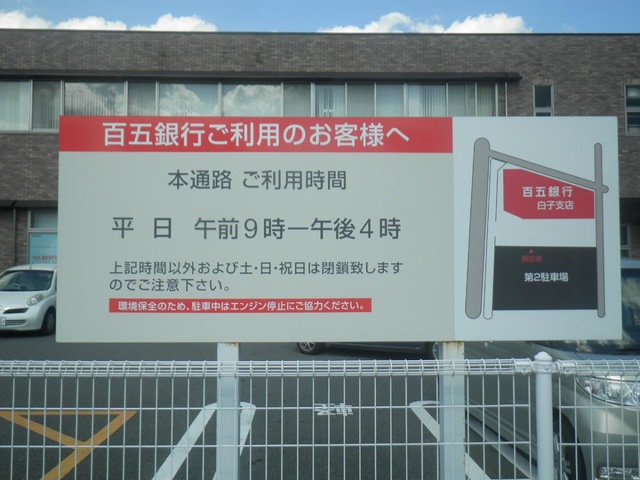 百五銀行ご利用のお客様へ
本通路 ご利用時間
平 日 午前9時ー午後4時
上記時間以外および土・日・祝日は閉鎖致します
のでご注意下さい。
環境保全のため、駐車中はエンジン停止にご協力ください。
百五銀行
白子支店
現在地
第2駐車場